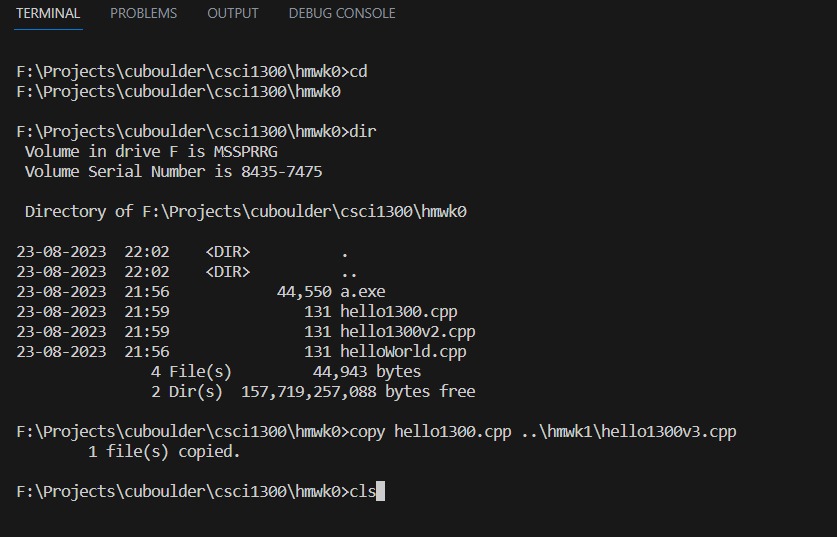 TERMINAL PROBLEMS OUTPUT DEBUG CONSOLE
F:\Projects\cuboulder\csci1300\hmwk0>cd
F:\Projects\cuboulder\csci1300\hmwk0
F:\Projects\cuboulder\csci1300\hmwk0>dir
Volume in drive F is MSSPRRG
Volume Serial Number is 8435-7475
Directory of F:\Projects\cuboulder\csci1300\hmwk0
23-08-2023  22:02    <DIR>          .
23-08-2023  22:02    <DIR>          ..
23-08-2023  21:56            44,550 a.exe
23-08-2023  21:59               131 hello1300.cpp
23-08-2023  21:59               131 hello1300v2.cpp
23-08-2023  21:56               131 helloWorld.cpp
4 File(s)         44,943 bytes
2 Dir(s)  157,719,257,088 bytes free
F:\Projects\cuboulder\csci1300\hmwk0>copy hello1300.cpp ..\hmwk1\hello1300v3.cpp
1 file(s) copied.
F:\Projects\cuboulder\csci1300\hmwk0>cls